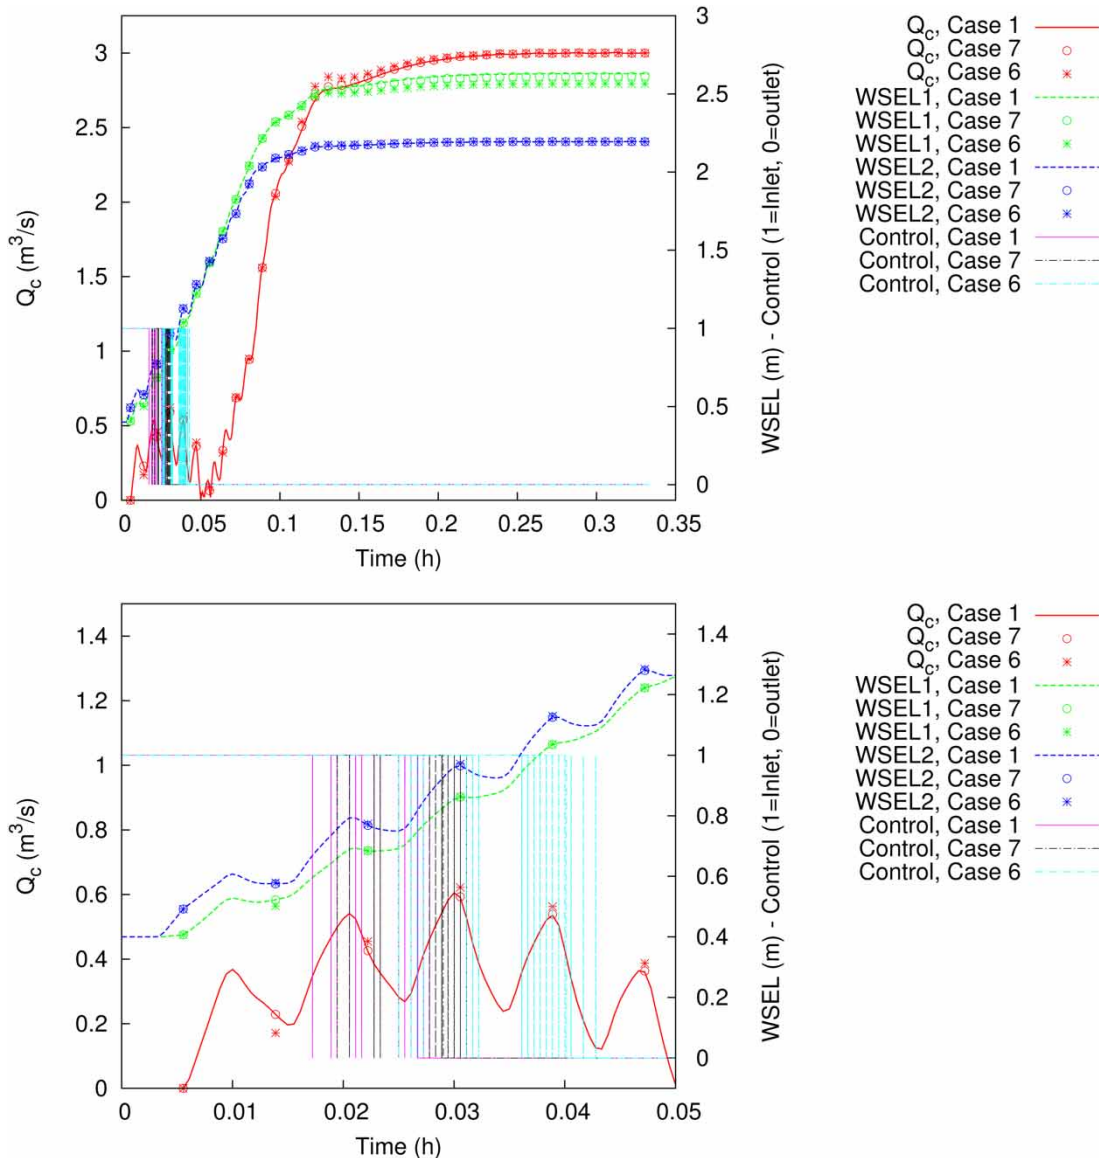 3
2.5
2
1.5
1
0.5
0
0 0.05 0.1 0.15 0.2 0.25 0.3 0.35
Time (h)
Q_c (m^3/s)
3
2.5
2
1.5
1
0.5
0
WSEL (m) - Control (1=Inlet, 0=outlet)
Q_c, Case 1
Q_c, Case 7
Q_c, Case 6
WSEL1, Case 1
WSEL1, Case 7
WSEL1, Case 6
WSEL2, Case 1
WSEL2, Case 7
WSEL2, Case 6
Control, Case 1
Control, Case 7
Control, Case 6
1.4
1.2
1
0.8
0.6
0.4
0.2
0
0 0.01 0.02 0.03 0.04 0.05
Time (h)
Q_c (m^3/s)
1.4
1.2
1
0.8
0.6
0.4
0.2
0
WSEL (m) - Control (1=Inlet, 0=outlet)
Q_c, Case 1
Q_c, Case 7
Q_c, Case 6
WSEL1, Case 1
WSEL1, Case 7
WSEL1, Case 6
WSEL2, Case 1
WSEL2, Case 7
WSEL2, Case 6
Control, Case 1
Control, Case 7
Control, Case 6